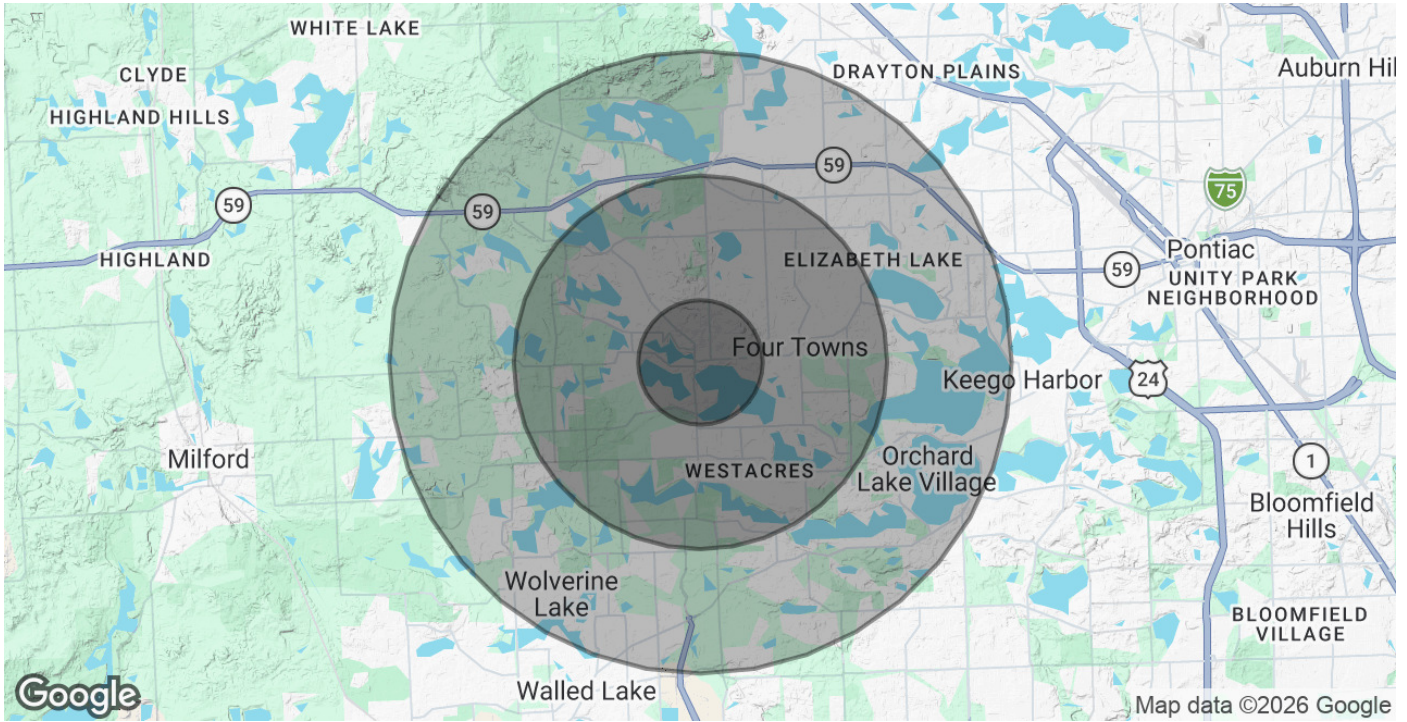 WHITE LAKE
CLYDE
HIGHLAND HILLS
DRAYTON PLAINS
Auburn Hil
59
59
59
75
HIGHLAND
ELIZABETH LAKE
Pontiac
59
UNITY PARK
NEIGHBORHOOD
Four Towns
Keego Harbor
24
Milford
WESTACRES
Orchard
Lake Village
1
Bloomfield
Hills
Wolverine
Lake
BLOOMFIELD
VILLAGE
Walled Lake
Google
Map data ©2026 Google